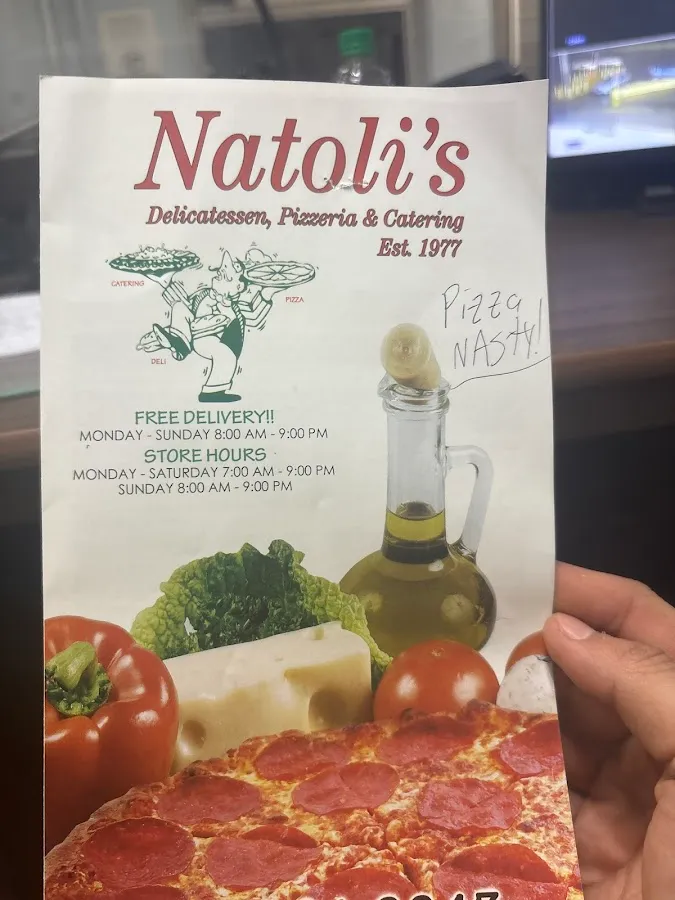 Natoli's
Delicatessen, Pizzeria & Catering
Est. 1977
CATERING
PIZZA
DELI
Pizza
NASty!
FREE DELIVERY!!
MONDAY - SUNDAY 8:00 AM - 9:00 PM
STORE HOURS
MONDAY - SATURDAY 7:00 AM - 9:00 PM
SUNDAY 8:00 AM - 9:00 PM